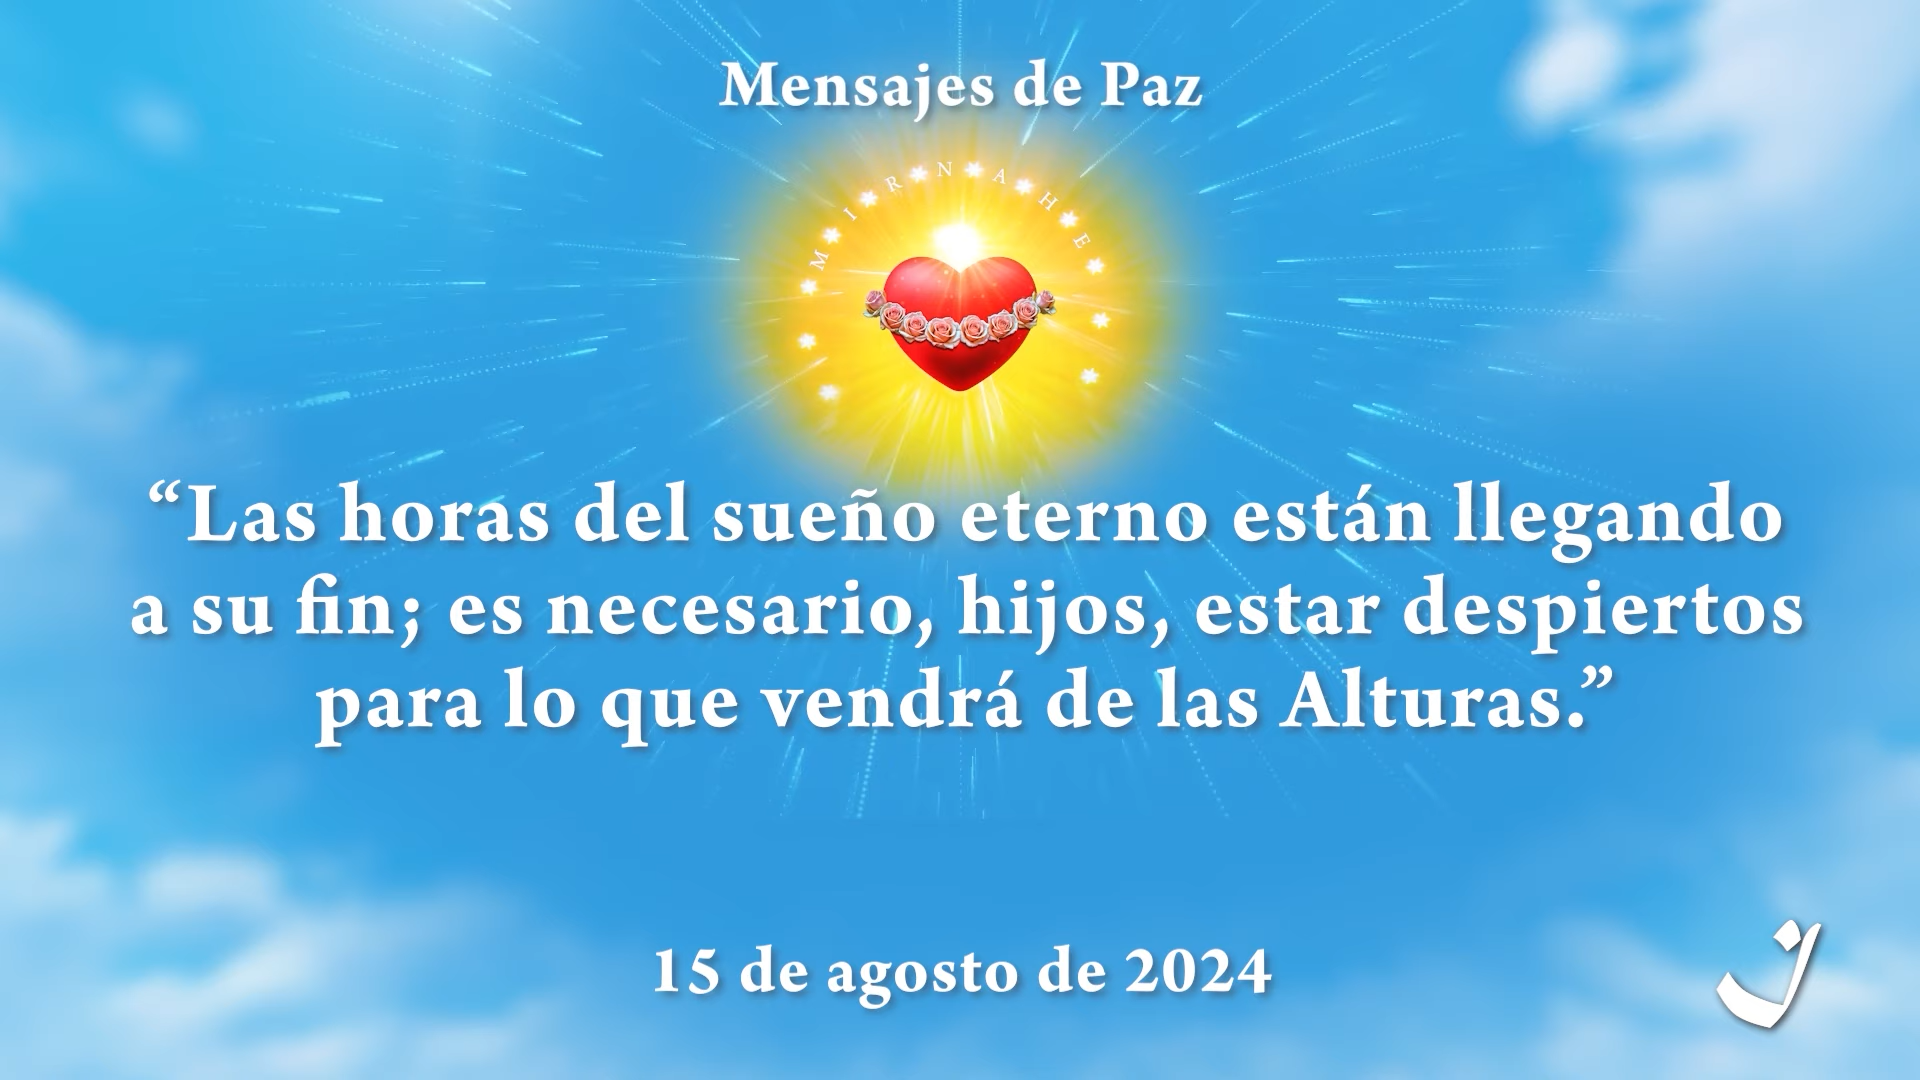 Mensajes de Paz
M I R N A H E
“Las horas del sueño eterno están llegando
a su fin; es necesario, hijos, estar despiertos
para lo que vendrá de las Alturas.”
15 de agosto de 2024